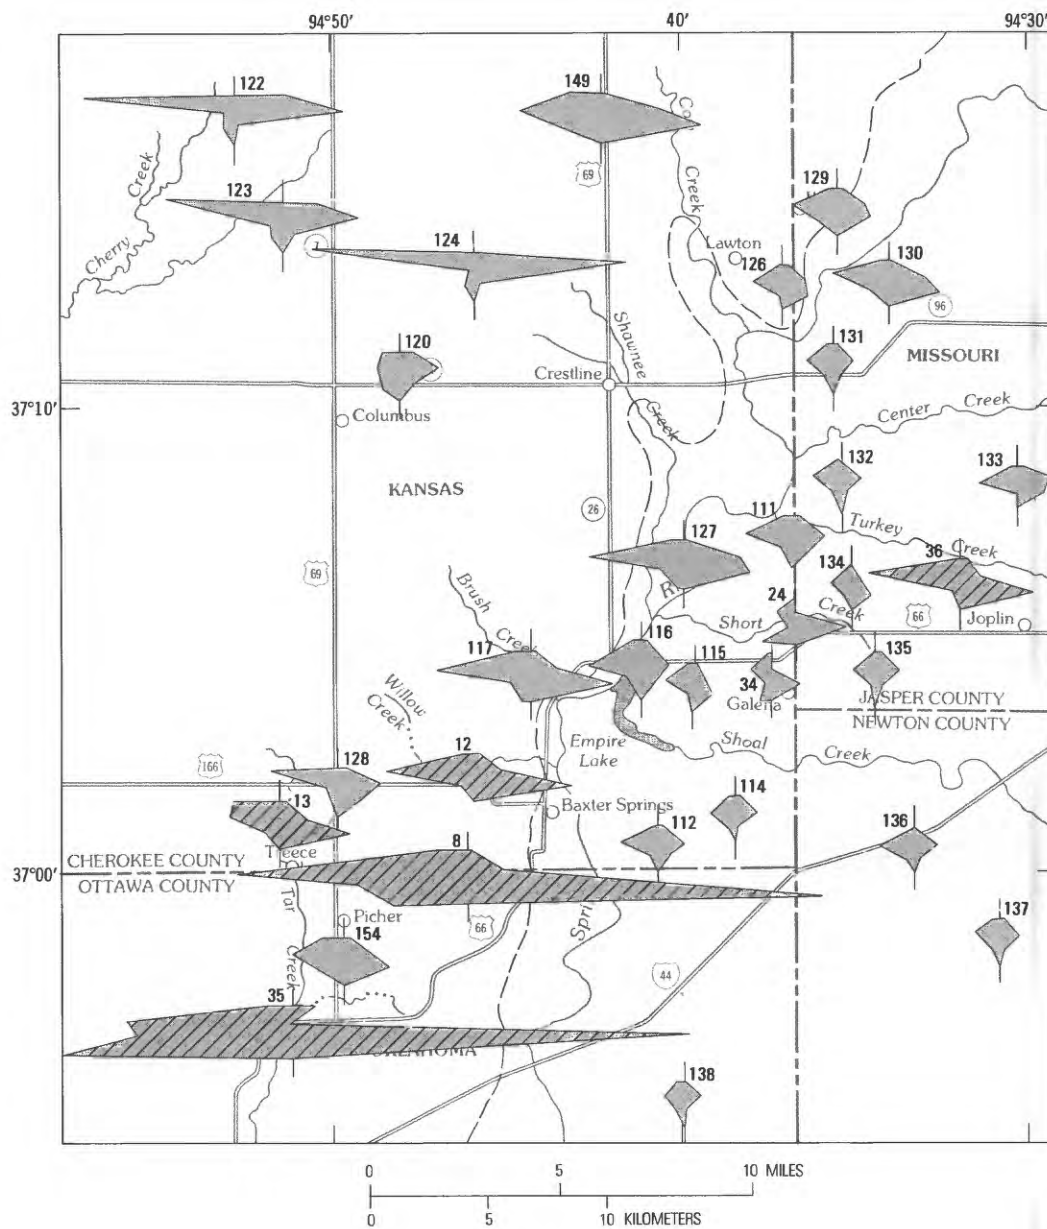 94°50' 40' 94°30'
122 149
69
Creek
Cherry
Creek
123
7
124
129
Lawton
126
130
96
Shawnee
Creek
120
131
MISSOURI
Crestline
37°10'
Columbus
Center Creek
KANSAS
132 133
26
111
Turkey
Creek
127
36
69
134
24
Short Creek
66
Joplin
Brush
Creek
116
117
115
34
135
Galena
JASPER COUNTY
NEWTON COUNTY
Willow
Creek
12
Empire
Lake
Shoal Creek
166
128
13
114
Baxter Springs
112
136
8
Treece
37°00'
CHEROKEE COUNTY
OTTAWA COUNTY
Tar
Creek
Picher
66
137
154
44
35
138
0 5 10 MILES
0 5 10 KILOMETERS